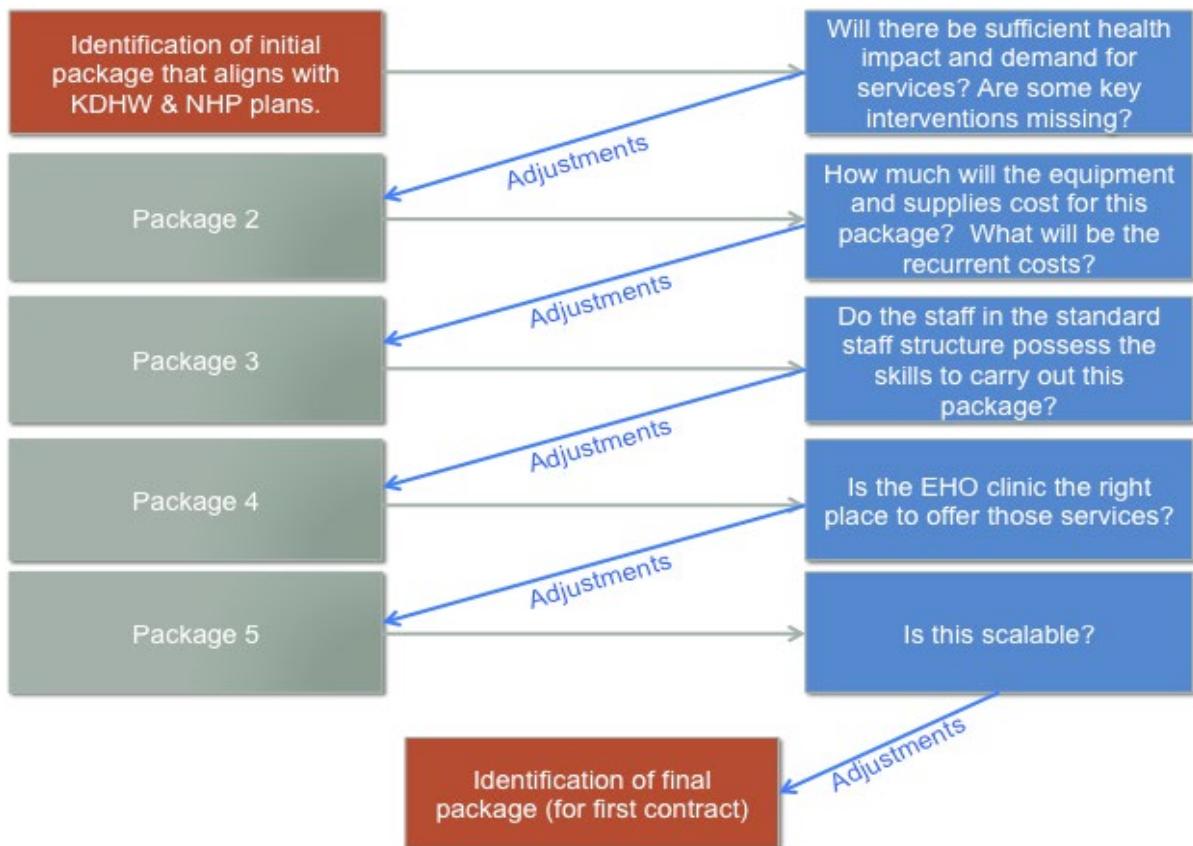 Identification of initial
package that aligns with
KDHW & NHP plans.
Will there be sufficient health
impact and demand for
services? Are some key
interventions missing?
Adjustments
Package 2
How much will the equipment
and supplies cost for this
package?  What will be the
recurrent costs?
Adjustments
Package 3
Do the staff in the standard
staff structure possess the
skills to carry out this
package?
Adjustments
Package 4
Is the EHO clinic the right
place to offer those services?
Adjustments
Package 5
Is this scalable?
Adjustments
Identification of final
package (for first contract)